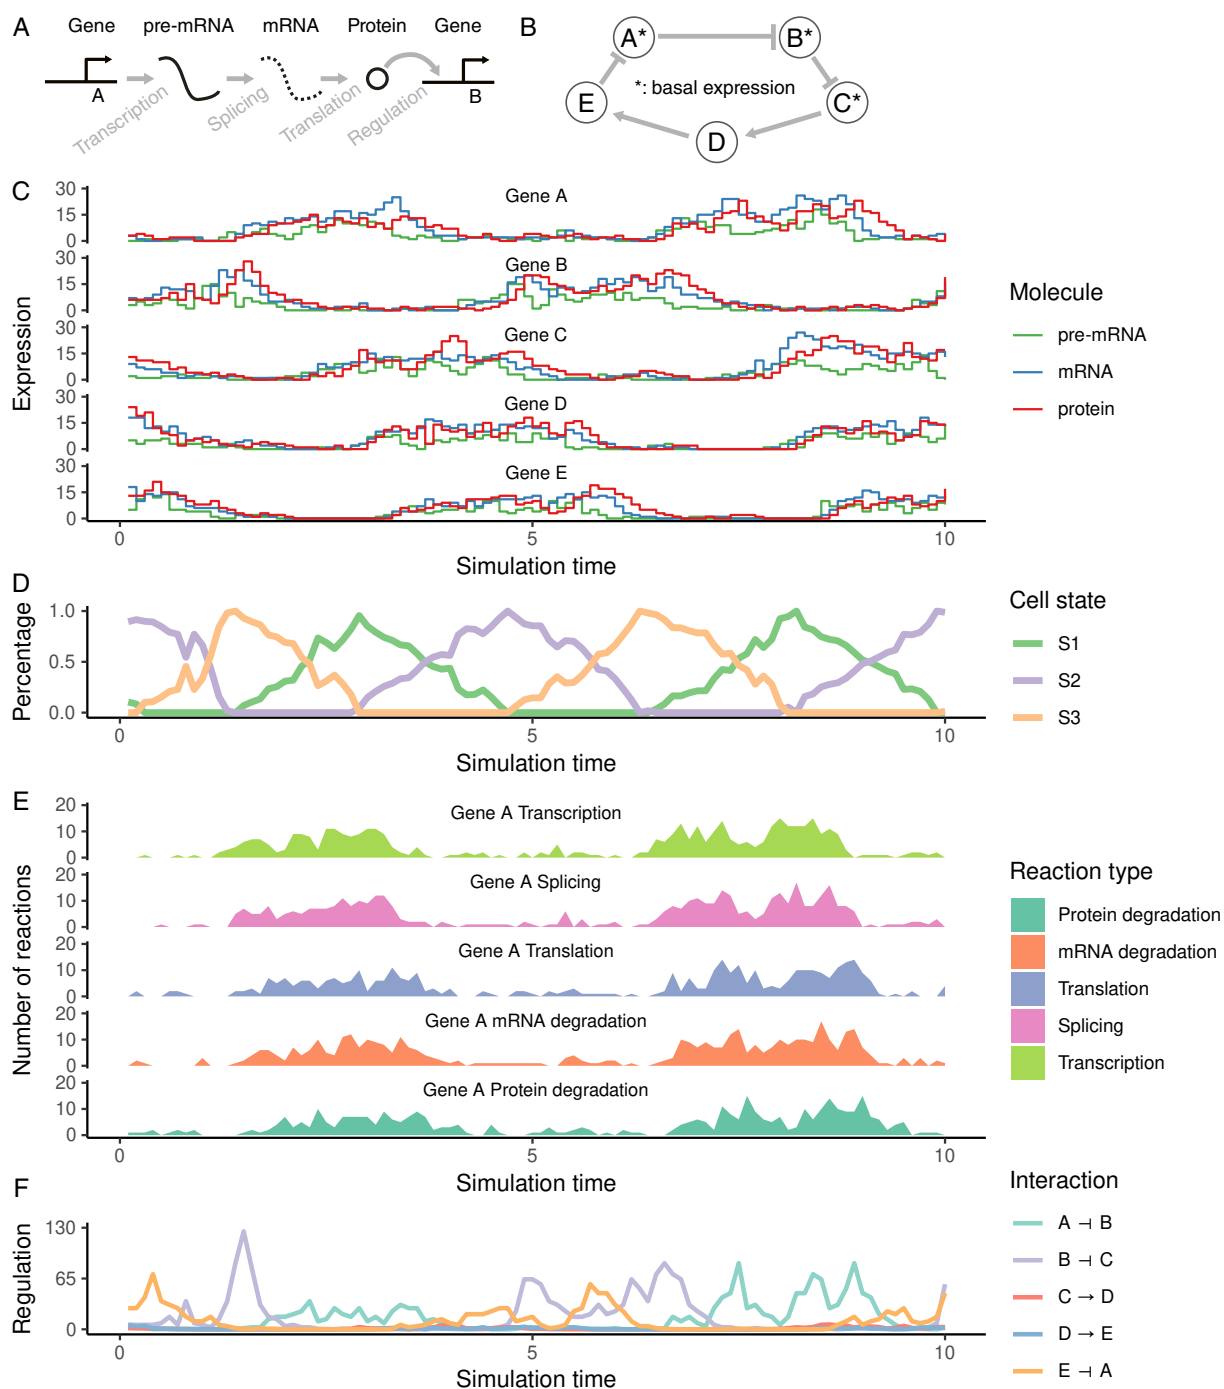 A
Gene pre-mRNA mRNA Protein Gene
A B
Transcription
Splicing
Translation
Regulation
B
A* B*
*: basal expression
E C*
D
C
Expression
Gene A
30
15
0
Gene B
30
15
0
Gene C
30
15
0
Gene D
30
15
0
Gene E
30
15
0
0 5 10
Simulation time
Molecule
pre-mRNA
mRNA
protein
D
Percentage
1.0
0.5
0.0
0 5 10
Simulation time
Cell state
S1
S2
S3
E
Number of reactions
Gene A Transcription
20
10
0
Gene A Splicing
20
10
0
Gene A Translation
20
10
0
Gene A mRNA degradation
20
10
0
Gene A Protein degradation
20
10
0
0 5 10
Simulation time
Reaction type
Protein degradation
mRNA degradation
Translation
Splicing
Transcription
F
Regulation
130
65
0
0 5 10
Simulation time
Interaction
A ⊣ B
B ⊣ C
C → D
D → E
E ⊣ A